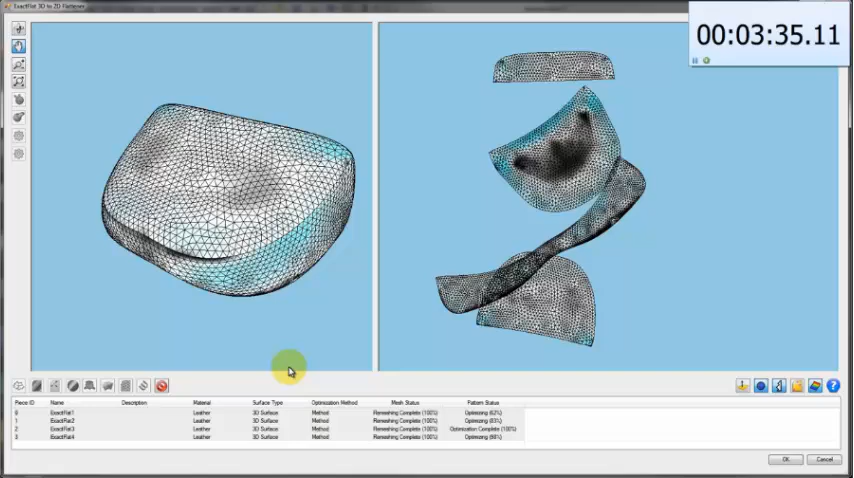 ExactFlat 3D to 2D Flattener
00:03:35.11
Piece ID Name Description Material Surface Type Optimization Method Mesh Status Pattern Status
0 ExactFlat1 Leather 3D Surface Method Remeshing Complete (100%) Optimizing (62%)
1 ExactFlat2 Leather 3D Surface Method Remeshing Complete (100%) Optimizing (83%)
2 ExactFlat3 Leather 3D Surface Method Remeshing Complete (100%) Optimization Complete (100%)
3 ExactFlat4 Leather 3D Surface Method Remeshing Complete (100%) Optimizing (68%)
OK Cancel